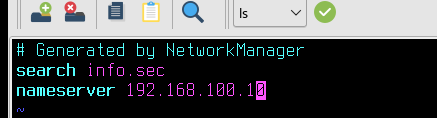 ls
# Generated by NetworkManager
search info.sec
nameserver 192.168.100.10
~